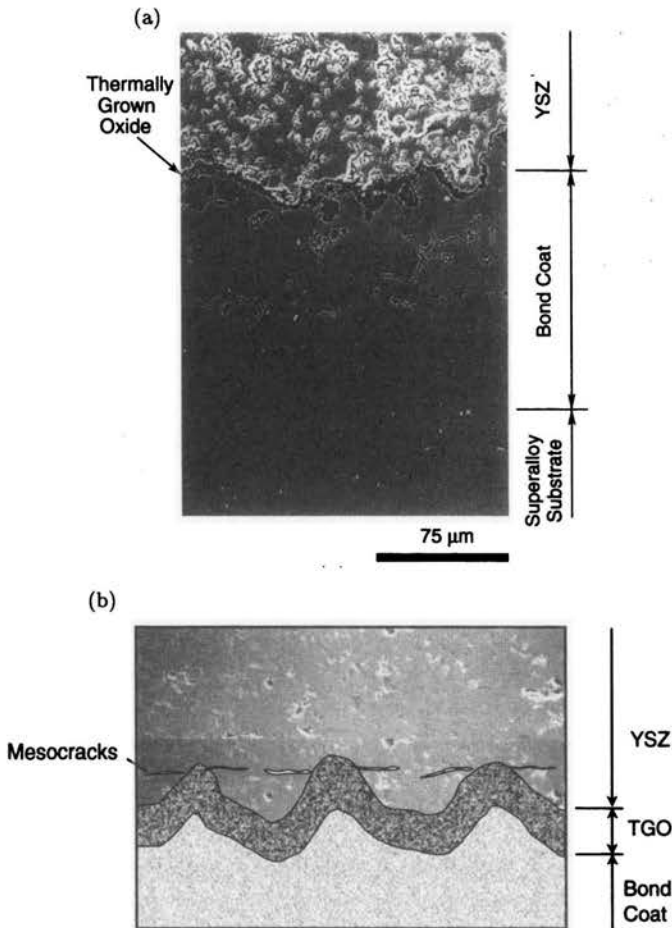 (a)
Thermally
Grown
Oxide
YSZ
Bond Coat
Superalloy
Substrate
75 μm
(b)
Mesocracks
YSZ
TGO
Bond
Coat